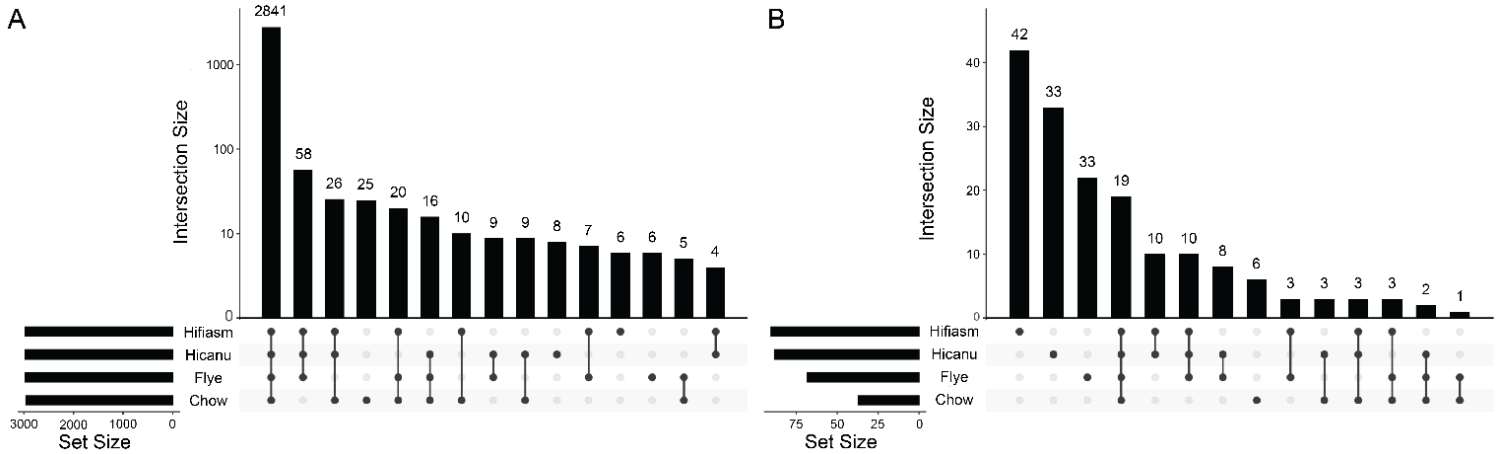 A
2841
58
26
25
20
16
10
9
9
8
7
6
6
5
4
1000
100
10
0
Intersection Size
Hifiasm
Hicanu
Flye
Chow
3000 2000 1000 0
Set Size
B
42
33
33
19
10
10
8
6
3
3
3
3
2
1
40
30
20
10
0
Intersection Size
Hifiasm
Hicanu
Flye
Chow
75 50 25 0
Set Size